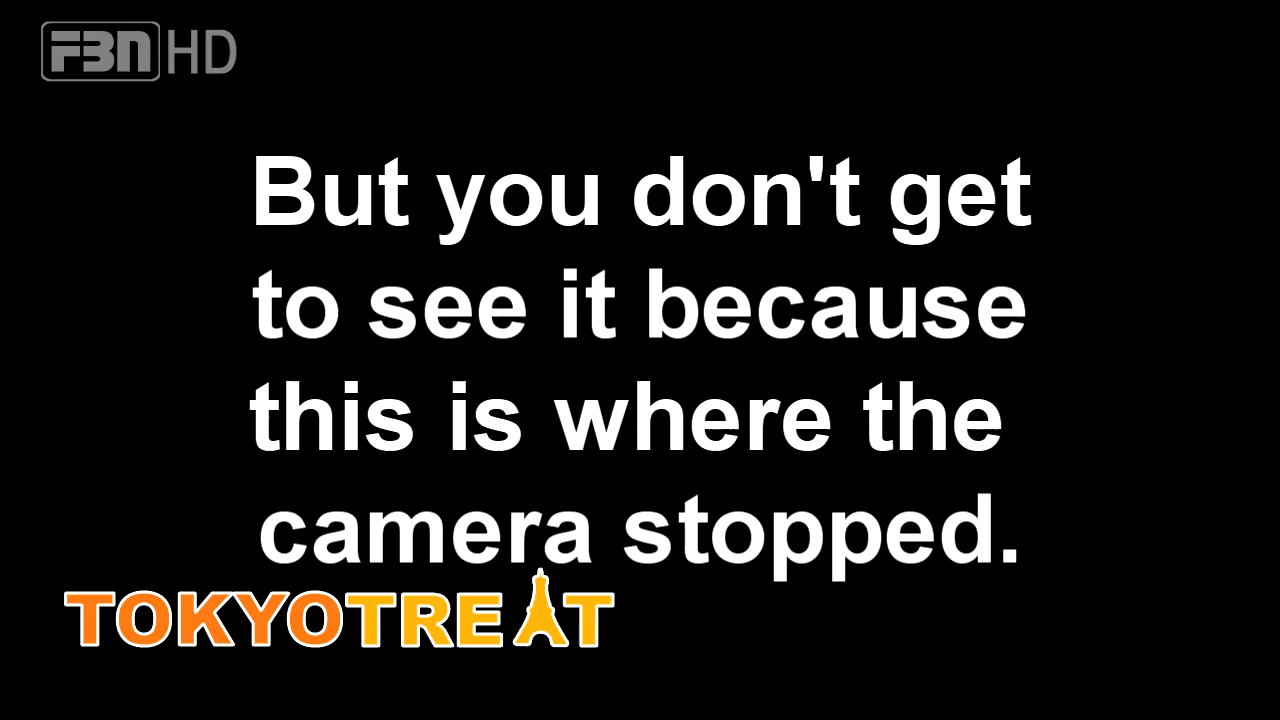 FBN HD
But you don't get
to see it because
this is where the
camera stopped.
TOKYOTREAT